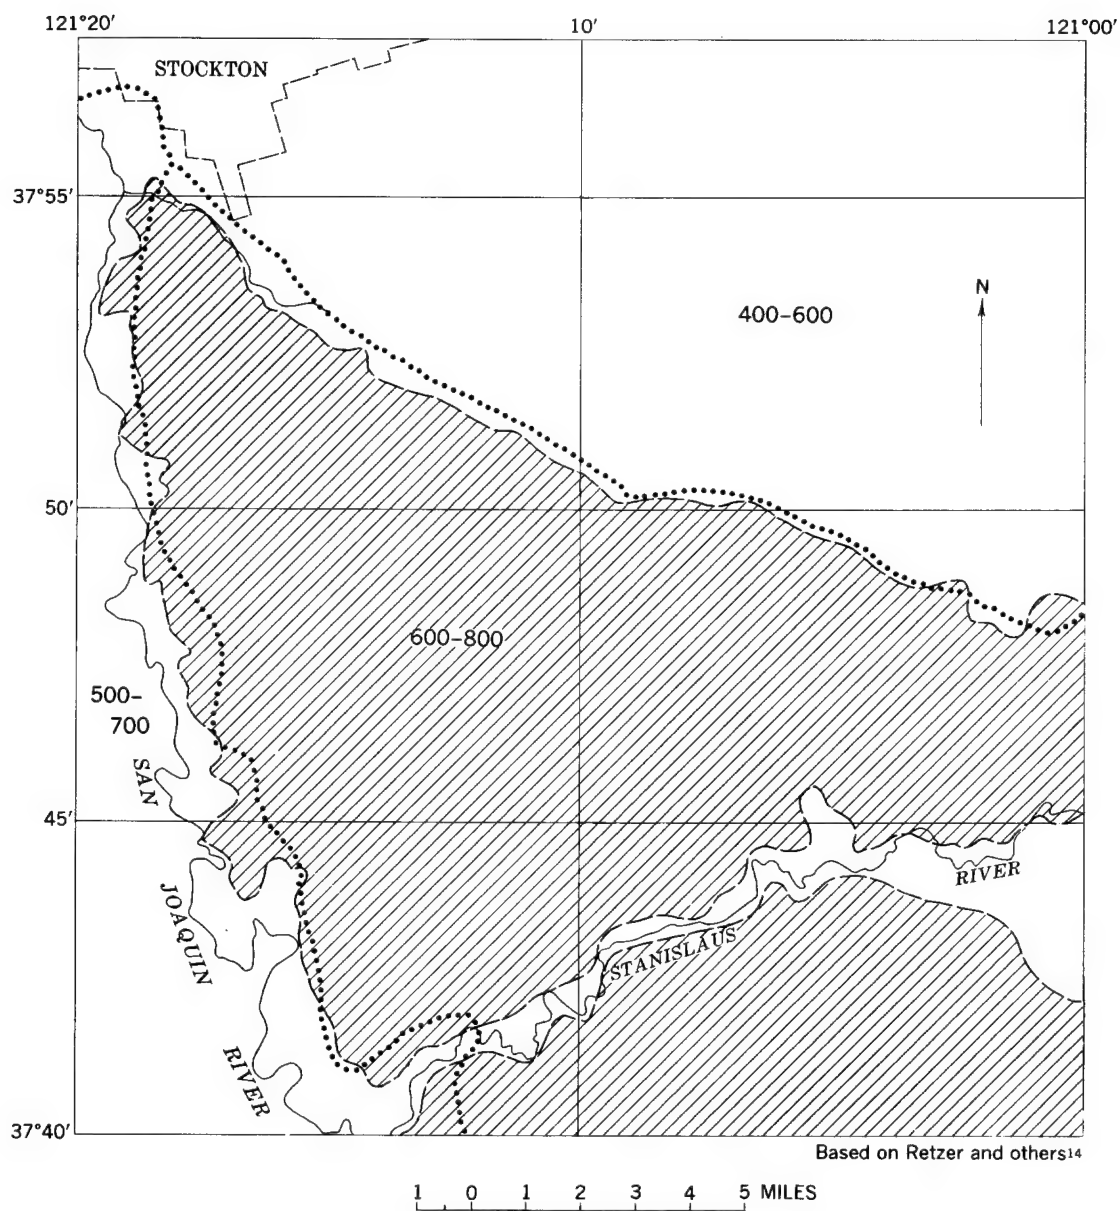 121°20′ 10′ 121°00′
STOCKTON
37°55′
N
400–600
50′
600–800
500–
700
SAN
45′
RIVER
JOAQUIN
STANISLAUS
RIVER
37°40′
Based on Retzer and others14
1 0 1 2 3 4 5 MILES